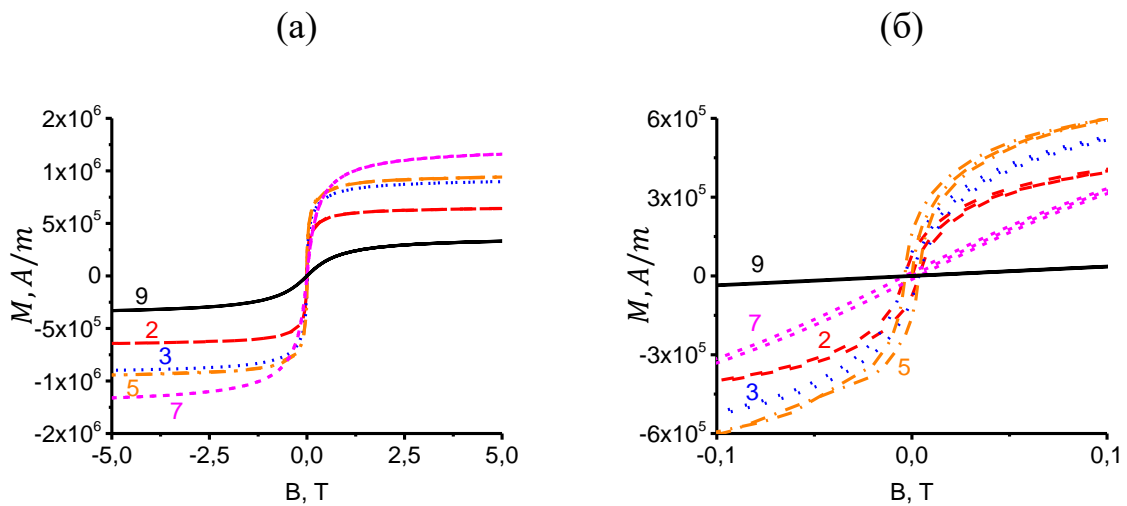 (а)
(б)
2x10⁶
1x10⁶
5x10⁵
0
-5x10⁵
-1x10⁶
-2x10⁶
M, A/m
9
2
3
5
7
-5,0 -2,5 0,0 2,5 5,0
B, T
6x10⁵
3x10⁵
0
-3x10⁵
-6x10⁵
M, A/m
9
7
2
3
5
-0,1 0,0 0,1
B, T